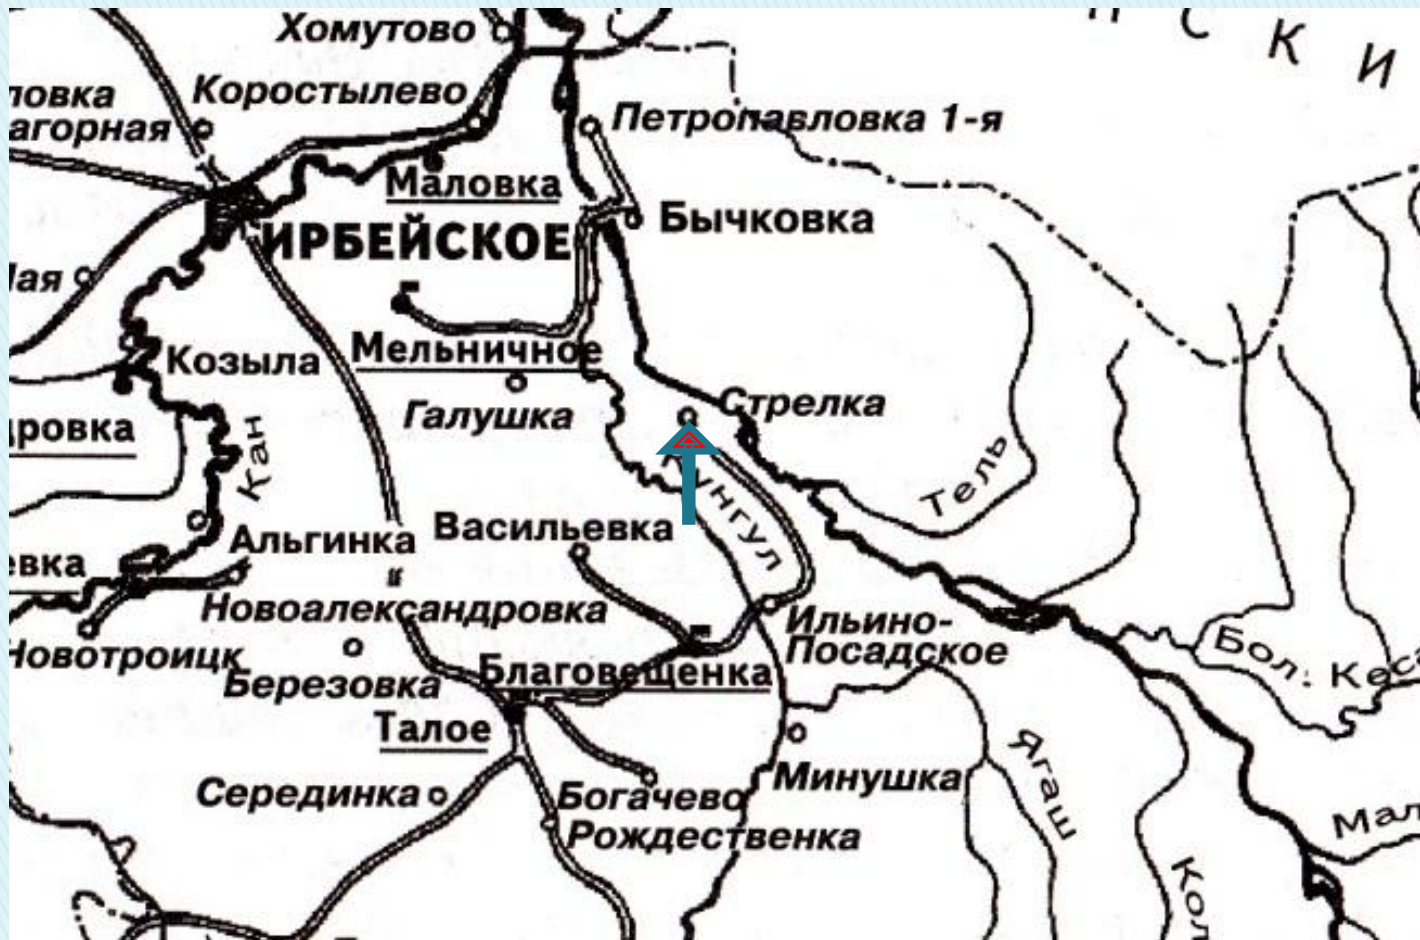 Хомутово
Коростылево
Петропавловка 1-я
Маловка
Бычковка
ИРБЕЙСКОЕ
Мельничное
Козыла
Стрелка
Галушка
Кан
Тель
Васильевка
Альгинка
Новоалександровка
Ильино-
Посадское
Новотроицк
Березовка
Благовещенка
Талое
Бол.
Минушка
Ягаш
Серединка
Богачево
Рождественка